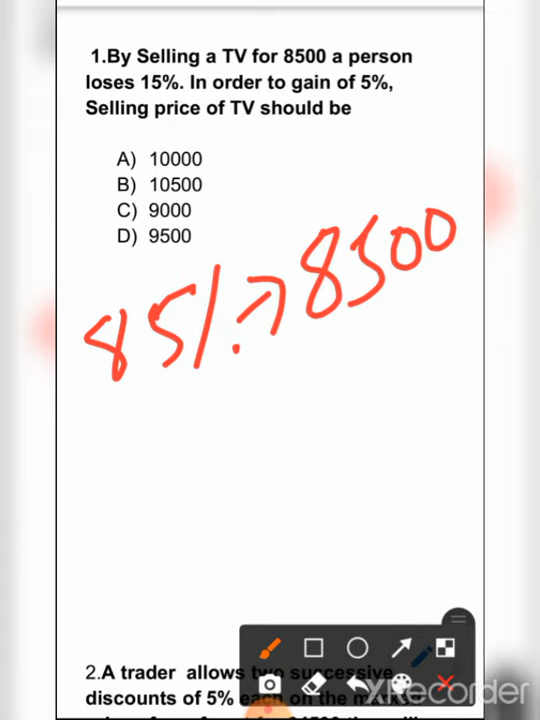 1.By Selling a TV for 8500 a person
loses 15%. In order to gain of 5%,
Selling price of TV should be
A) 10000
B) 10500
C) 9000
D) 9500
85% → 8500
2.A trader allows two successive
discounts of 5% each on the
XRecorder